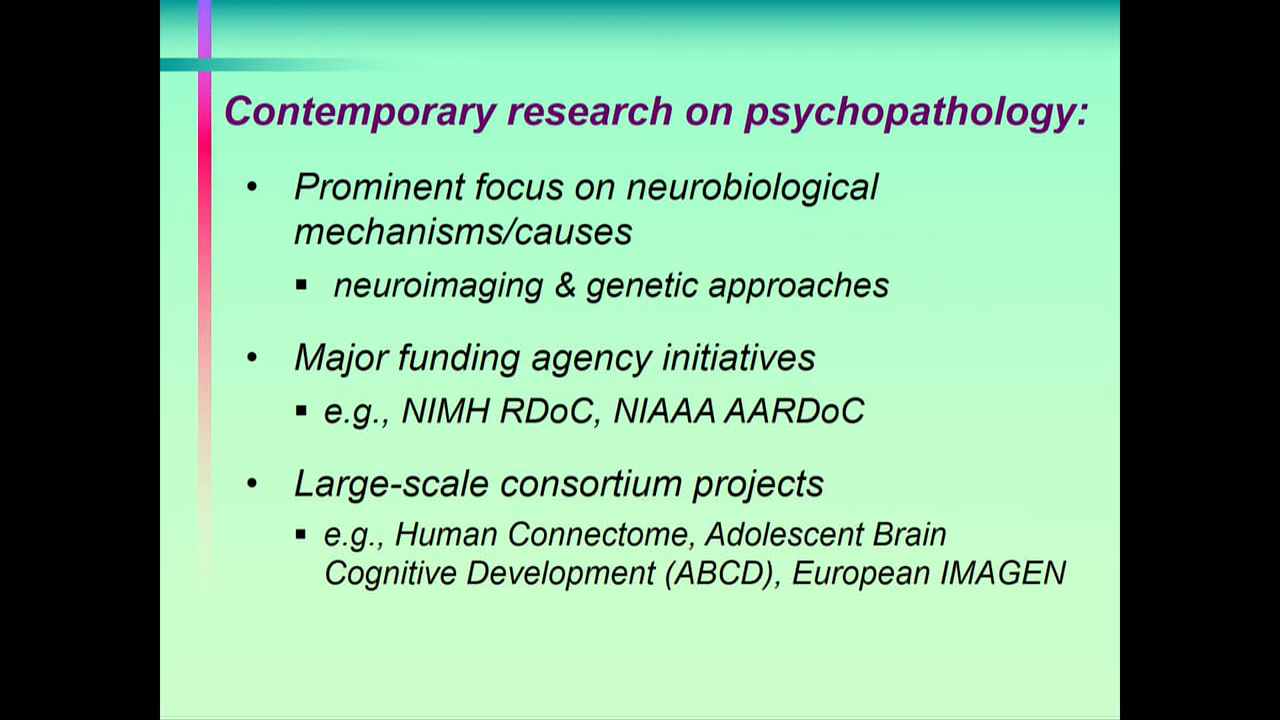 Contemporary research on psychopathology:
• Prominent focus on neurobiological
mechanisms/causes
▪ neuroimaging & genetic approaches
• Major funding agency initiatives
▪ e.g., NIMH RDoC, NIAAA AARDoC
• Large-scale consortium projects
▪ e.g., Human Connectome, Adolescent Brain
Cognitive Development (ABCD), European IMAGEN